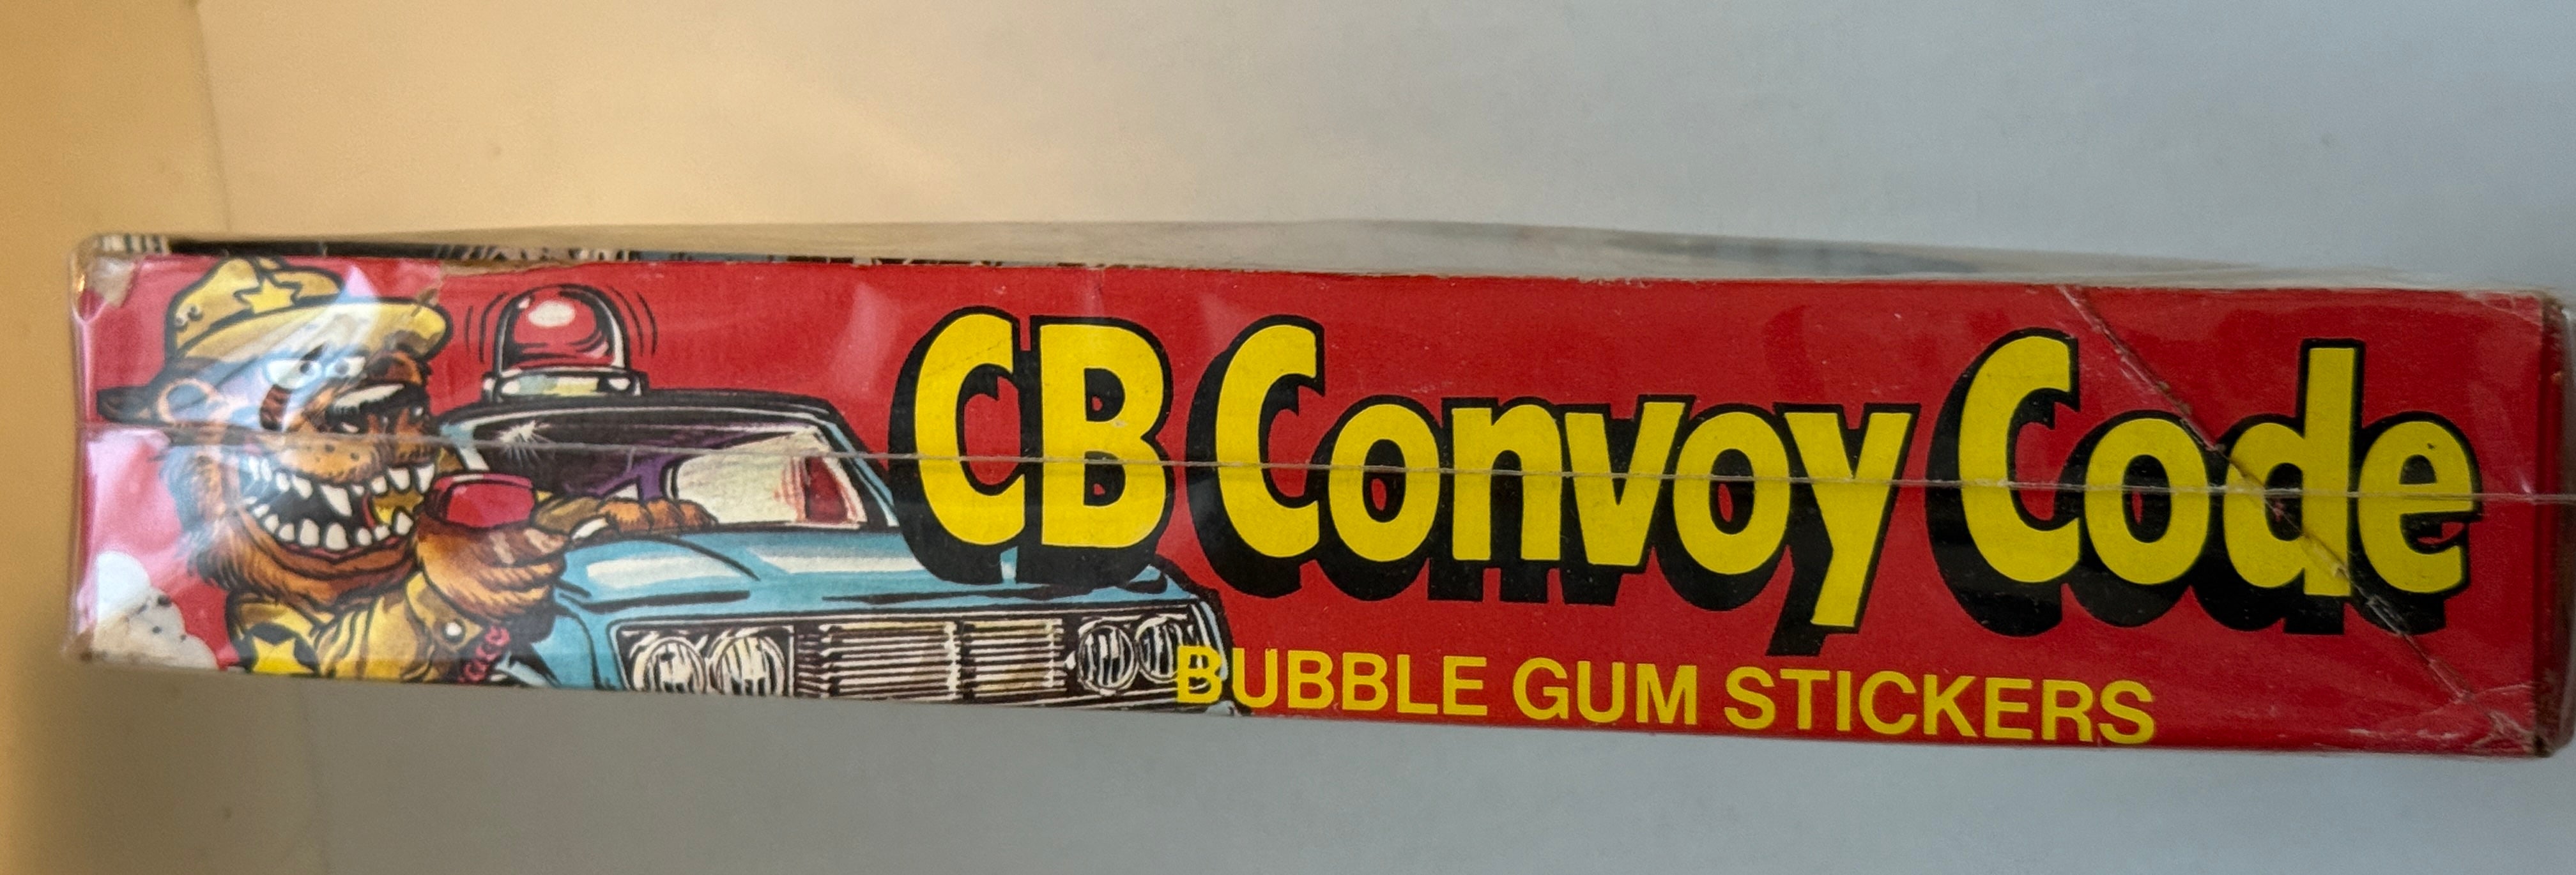 CB Convoy Code
BUBBLE GUM STICKERS